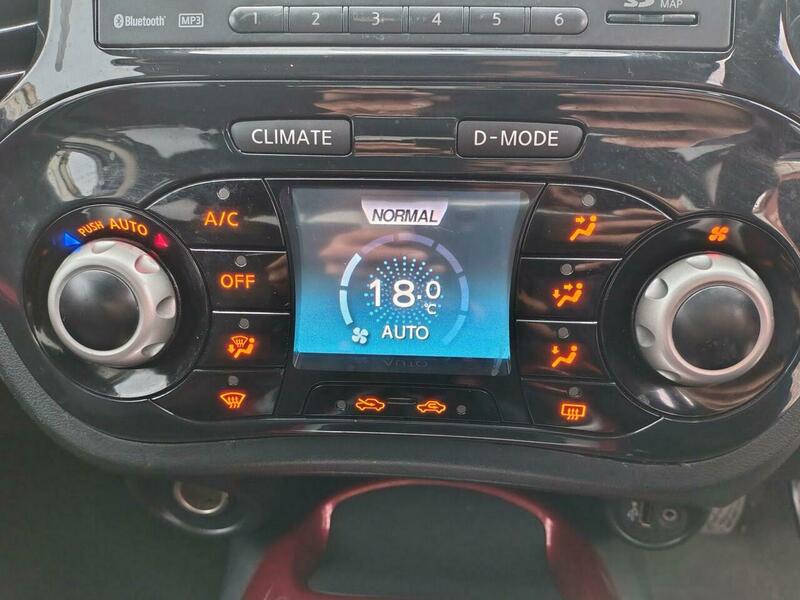 Bluetooth MP3 1 2 3 4 5 6 SD MAP
CLIMATE D-MODE
PUSH AUTO
A/C
OFF
NORMAL
18.0 °C
AUTO